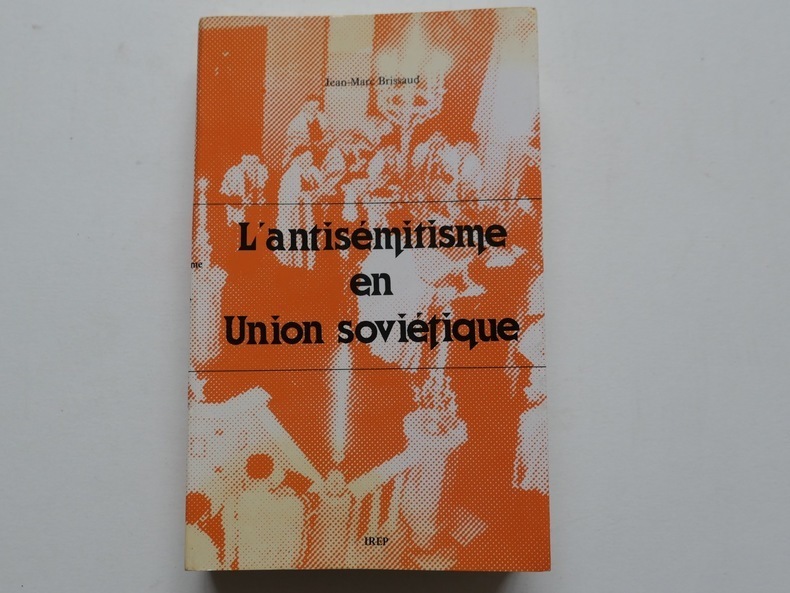 Jean-Marc Brissaud
L'antisémitisme
en
Union soviétique
IREP